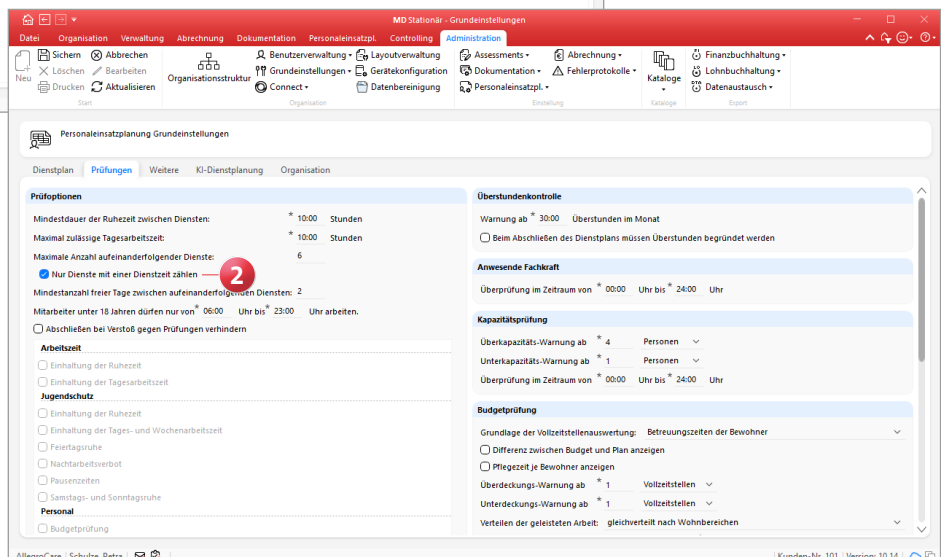 MD Stationär - Grundeinstellungen
Datei Organisation Verwaltung Abrechnung Dokumentation Personaleinsatzpl. Controlling Administration
Neu
Sichern Abbrechen
Löschen Bearbeiten
Drucken Aktualisieren
Start
Organisationsstruktur
Benutzerverwaltung Layoutverwaltung
Grundeinstellungen Gerätekonfiguration
Connect Datenbereinigung
Organisation
Assessments Abrechnung
Dokumentation Fehlerprotokolle
Personaleinsatzpl.
Einstellung
Kataloge
Kataloge
Finanzbuchhaltung
Lohnbuchhaltung
Datenaustausch
Export
Personaleinsatzplanung Grundeinstellungen
Dienstplan Prüfungen Weitere KI-Dienstplanung Organisation
Prüfoptionen
Mindestdauer der Ruhezeit zwischen Diensten: * 10:00 Stunden
Maximal zulässige Tagesarbeitszeit: * 10:00 Stunden
Maximale Anzahl aufeinanderfolgender Dienste: 6
Nur Dienste mit einer Dienstzeit zählen 2
Mindestanzahl freier Tage zwischen aufeinanderfolgenden Diensten: 2
Mitarbeiter unter 18 Jahren dürfen nur von * 06:00 Uhr bis * 23:00 Uhr arbeiten.
Abschließen bei Verstoß gegen Prüfungen verhindern
Arbeitszeit
Einhaltung der Ruhezeit
Einhaltung der Tagesarbeitszeit
Jugendschutz
Einhaltung der Ruhezeit
Einhaltung der Tages- und Wochenarbeitszeit
Feiertagsruhe
Nachtarbeitsverbot
Pausenzeiten
Samstags- und Sonntagsruhe
Personal
Budgetprüfung
Überstundenkontrolle
Warnung ab * 30:00 Überstunden im Monat
Beim Abschließen des Dienstplans müssen Überstunden begründet werden
Anwesende Fachkraft
Überprüfung im Zeitraum von * 00:00 Uhr bis * 24:00 Uhr
Kapazitätsprüfung
Überkapazitäts-Warnung ab * 4 Personen
Unterkapazitäts-Warnung ab * 1 Personen
Überprüfung im Zeitraum von * 00:00 Uhr bis * 24:00 Uhr
Budgetprüfung
Grundlage der Vollzeitstellenauswertung: Betreuungszeiten der Bewohner
Differenz zwischen Budget und Plan anzeigen
Pflegezeit je Bewohner anzeigen
Überdeckungs-Warnung ab * 1 Vollzeitstellen
Unterdeckungs-Warnung ab * 1 Vollzeitstellen
Verteilen der geleisteten Arbeit: gleichverteilt nach Wohnbereichen
AllegroCare Schulze, Petra
Kunden-Nr. 101 Version: 10.14